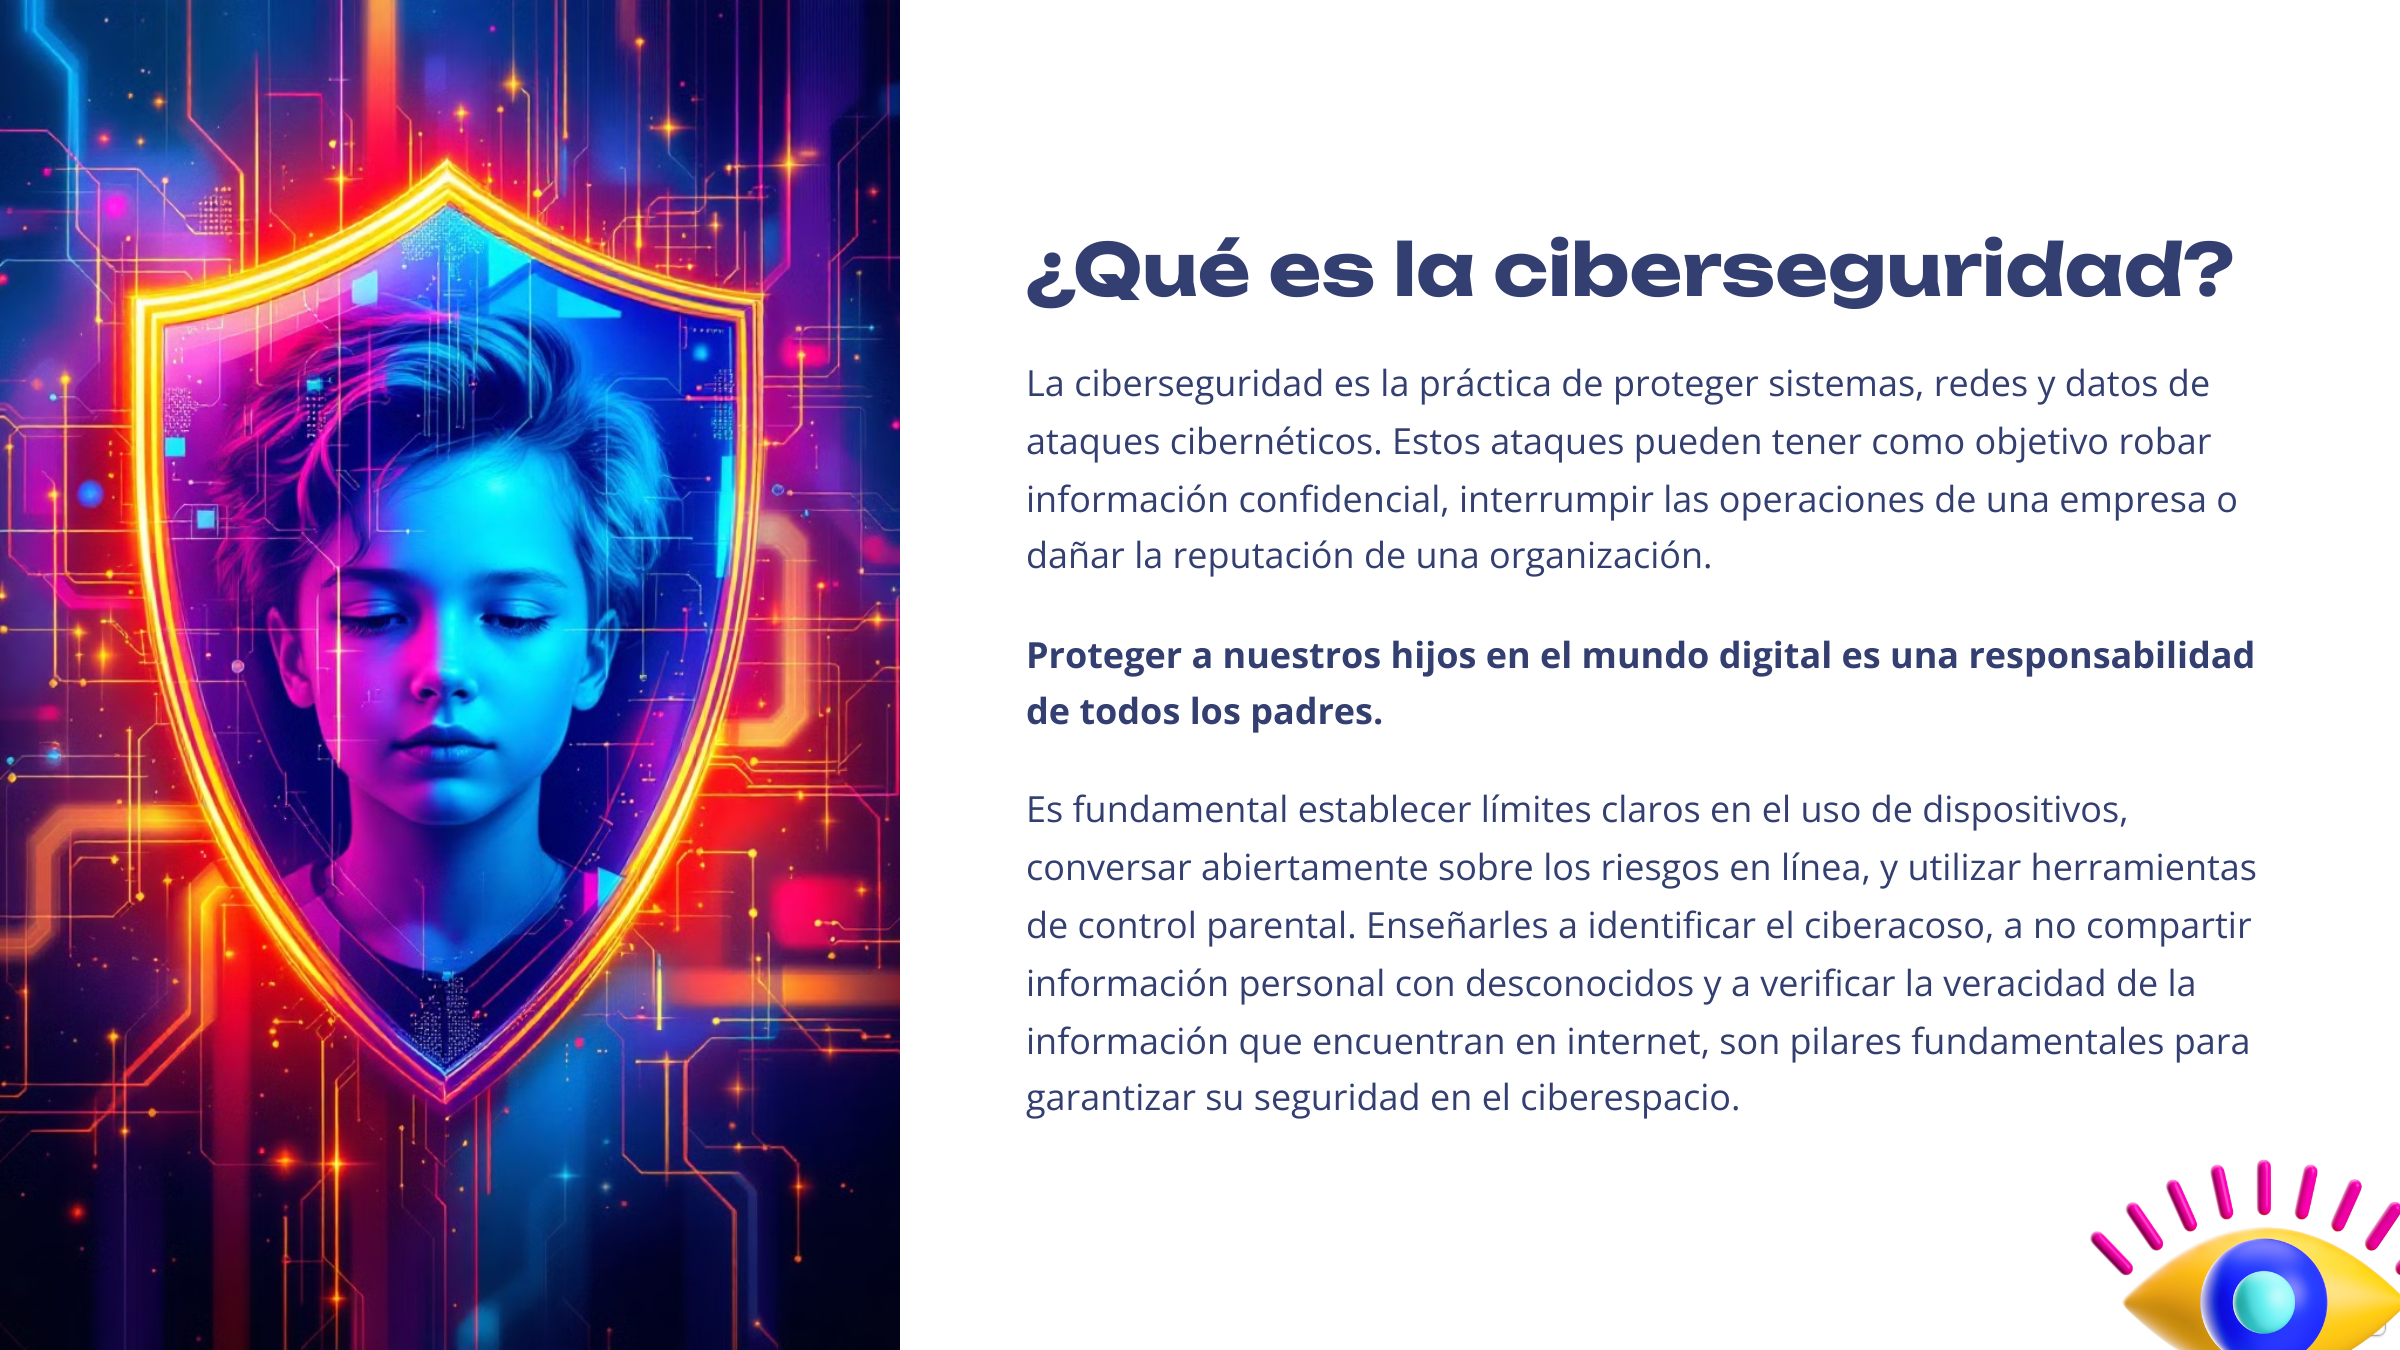 ¿Qué es la ciberseguridad?
La ciberseguridad es la práctica de proteger sistemas, redes y datos de
ataques cibernéticos. Estos ataques pueden tener como objetivo robar
información confidencial, interrumpir las operaciones de una empresa o
dañar la reputación de una organización.
Proteger a nuestros hijos en el mundo digital es una responsabilidad
de todos los padres.
Es fundamental establecer límites claros en el uso de dispositivos,
conversar abiertamente sobre los riesgos en línea, y utilizar herramientas
de control parental. Enseñarles a identificar el ciberacoso, a no compartir
información personal con desconocidos y a verificar la veracidad de la
información que encuentran en internet, son pilares fundamentales para
garantizar su seguridad en el ciberespacio.